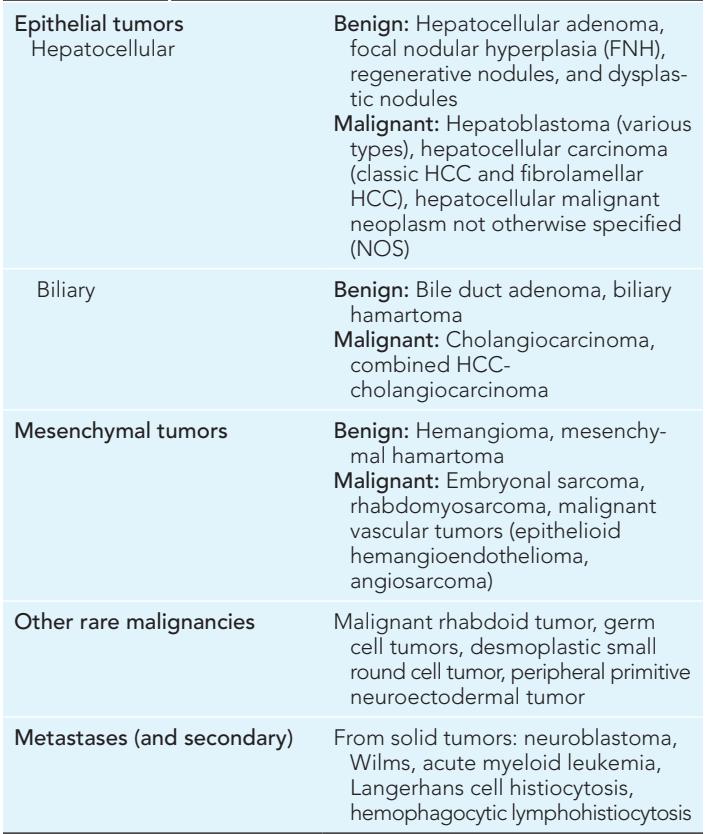 Epithelial tumors
Hepatocellular
Benign: Hepatocellular adenoma,
focal nodular hyperplasia (FNH),
regenerative nodules, and dysplas-
tic nodules
Malignant: Hepatoblastoma (various
types), hepatocellular carcinoma
(classic HCC and fibrolamellar
HCC), hepatocellular malignant
neoplasm not otherwise specified
(NOS)
Biliary
Benign: Bile duct adenoma, biliary
hamartoma
Malignant: Cholangiocarcinoma,
combined HCC-
cholangiocarcinoma
Mesenchymal tumors
Benign: Hemangioma, mesenchy-
mal hamartoma
Malignant: Embryonal sarcoma,
rhabdomyosarcoma, malignant
vascular tumors (epithelioid
hemangioendothelioma,
angiosarcoma)
Other rare malignancies
Malignant rhabdoid tumor, germ
cell tumors, desmoplastic small
round cell tumor, peripheral primitive
neuroectodermal tumor
Metastases (and secondary)
From solid tumors: neuroblastoma,
Wilms, acute myeloid leukemia,
Langerhans cell histiocytosis,
hemophagocytic lymphohistiocytosis